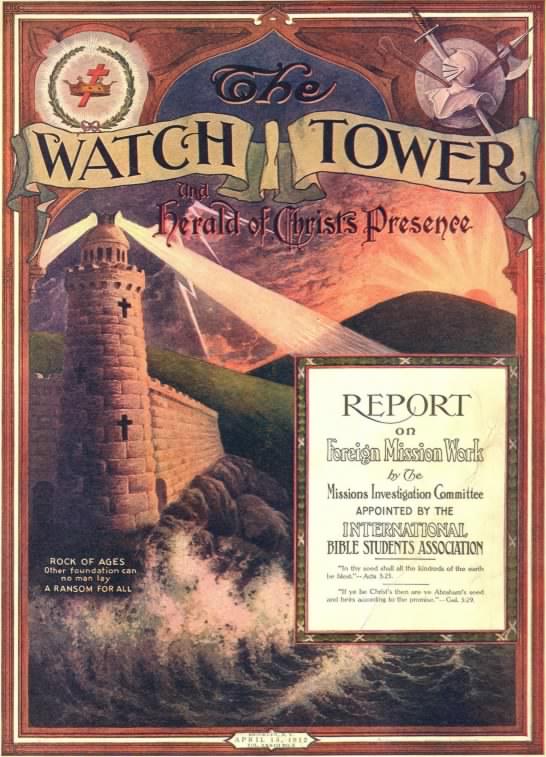 The
WATCH TOWER
And
Herald of Christ's Presence
REPORT
on
Foreign Mission Work
by The
Missions Investigation Committee
APPOINTED BY THE
INTERNATIONAL
BIBLE STUDENTS ASSOCIATION
"In thy seed shall all the kindreds of the earth
be blest."—Acts 3:25.
"If ye be Christ's then are ye Abraham's seed
and heirs according to the promise."—Gal. 3:29.
ROCK OF AGES
Other foundation can
no man lay
A RANSOM FOR ALL
BROOKLYN, N. Y.
APRIL 15, 1912